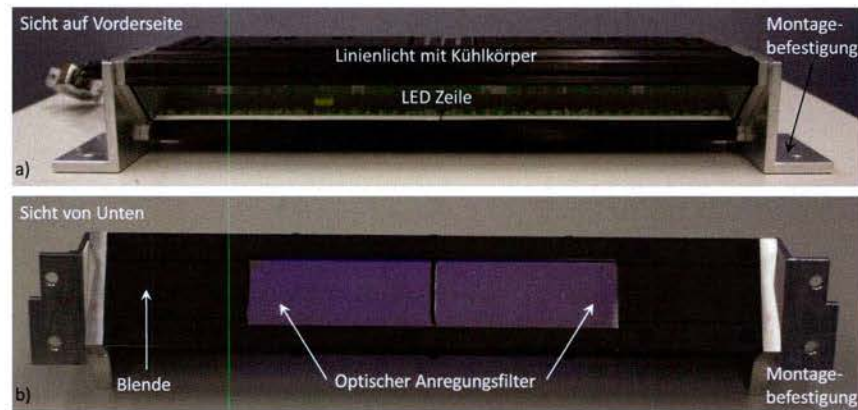 Sicht auf Vorderseite
Montage-
befestigung
Linienlicht mit Kühlkörper
LED Zeile
a)
Sicht von Unten
Blende
Optischer Anregungsfilter
Montage-
befestigung
b)